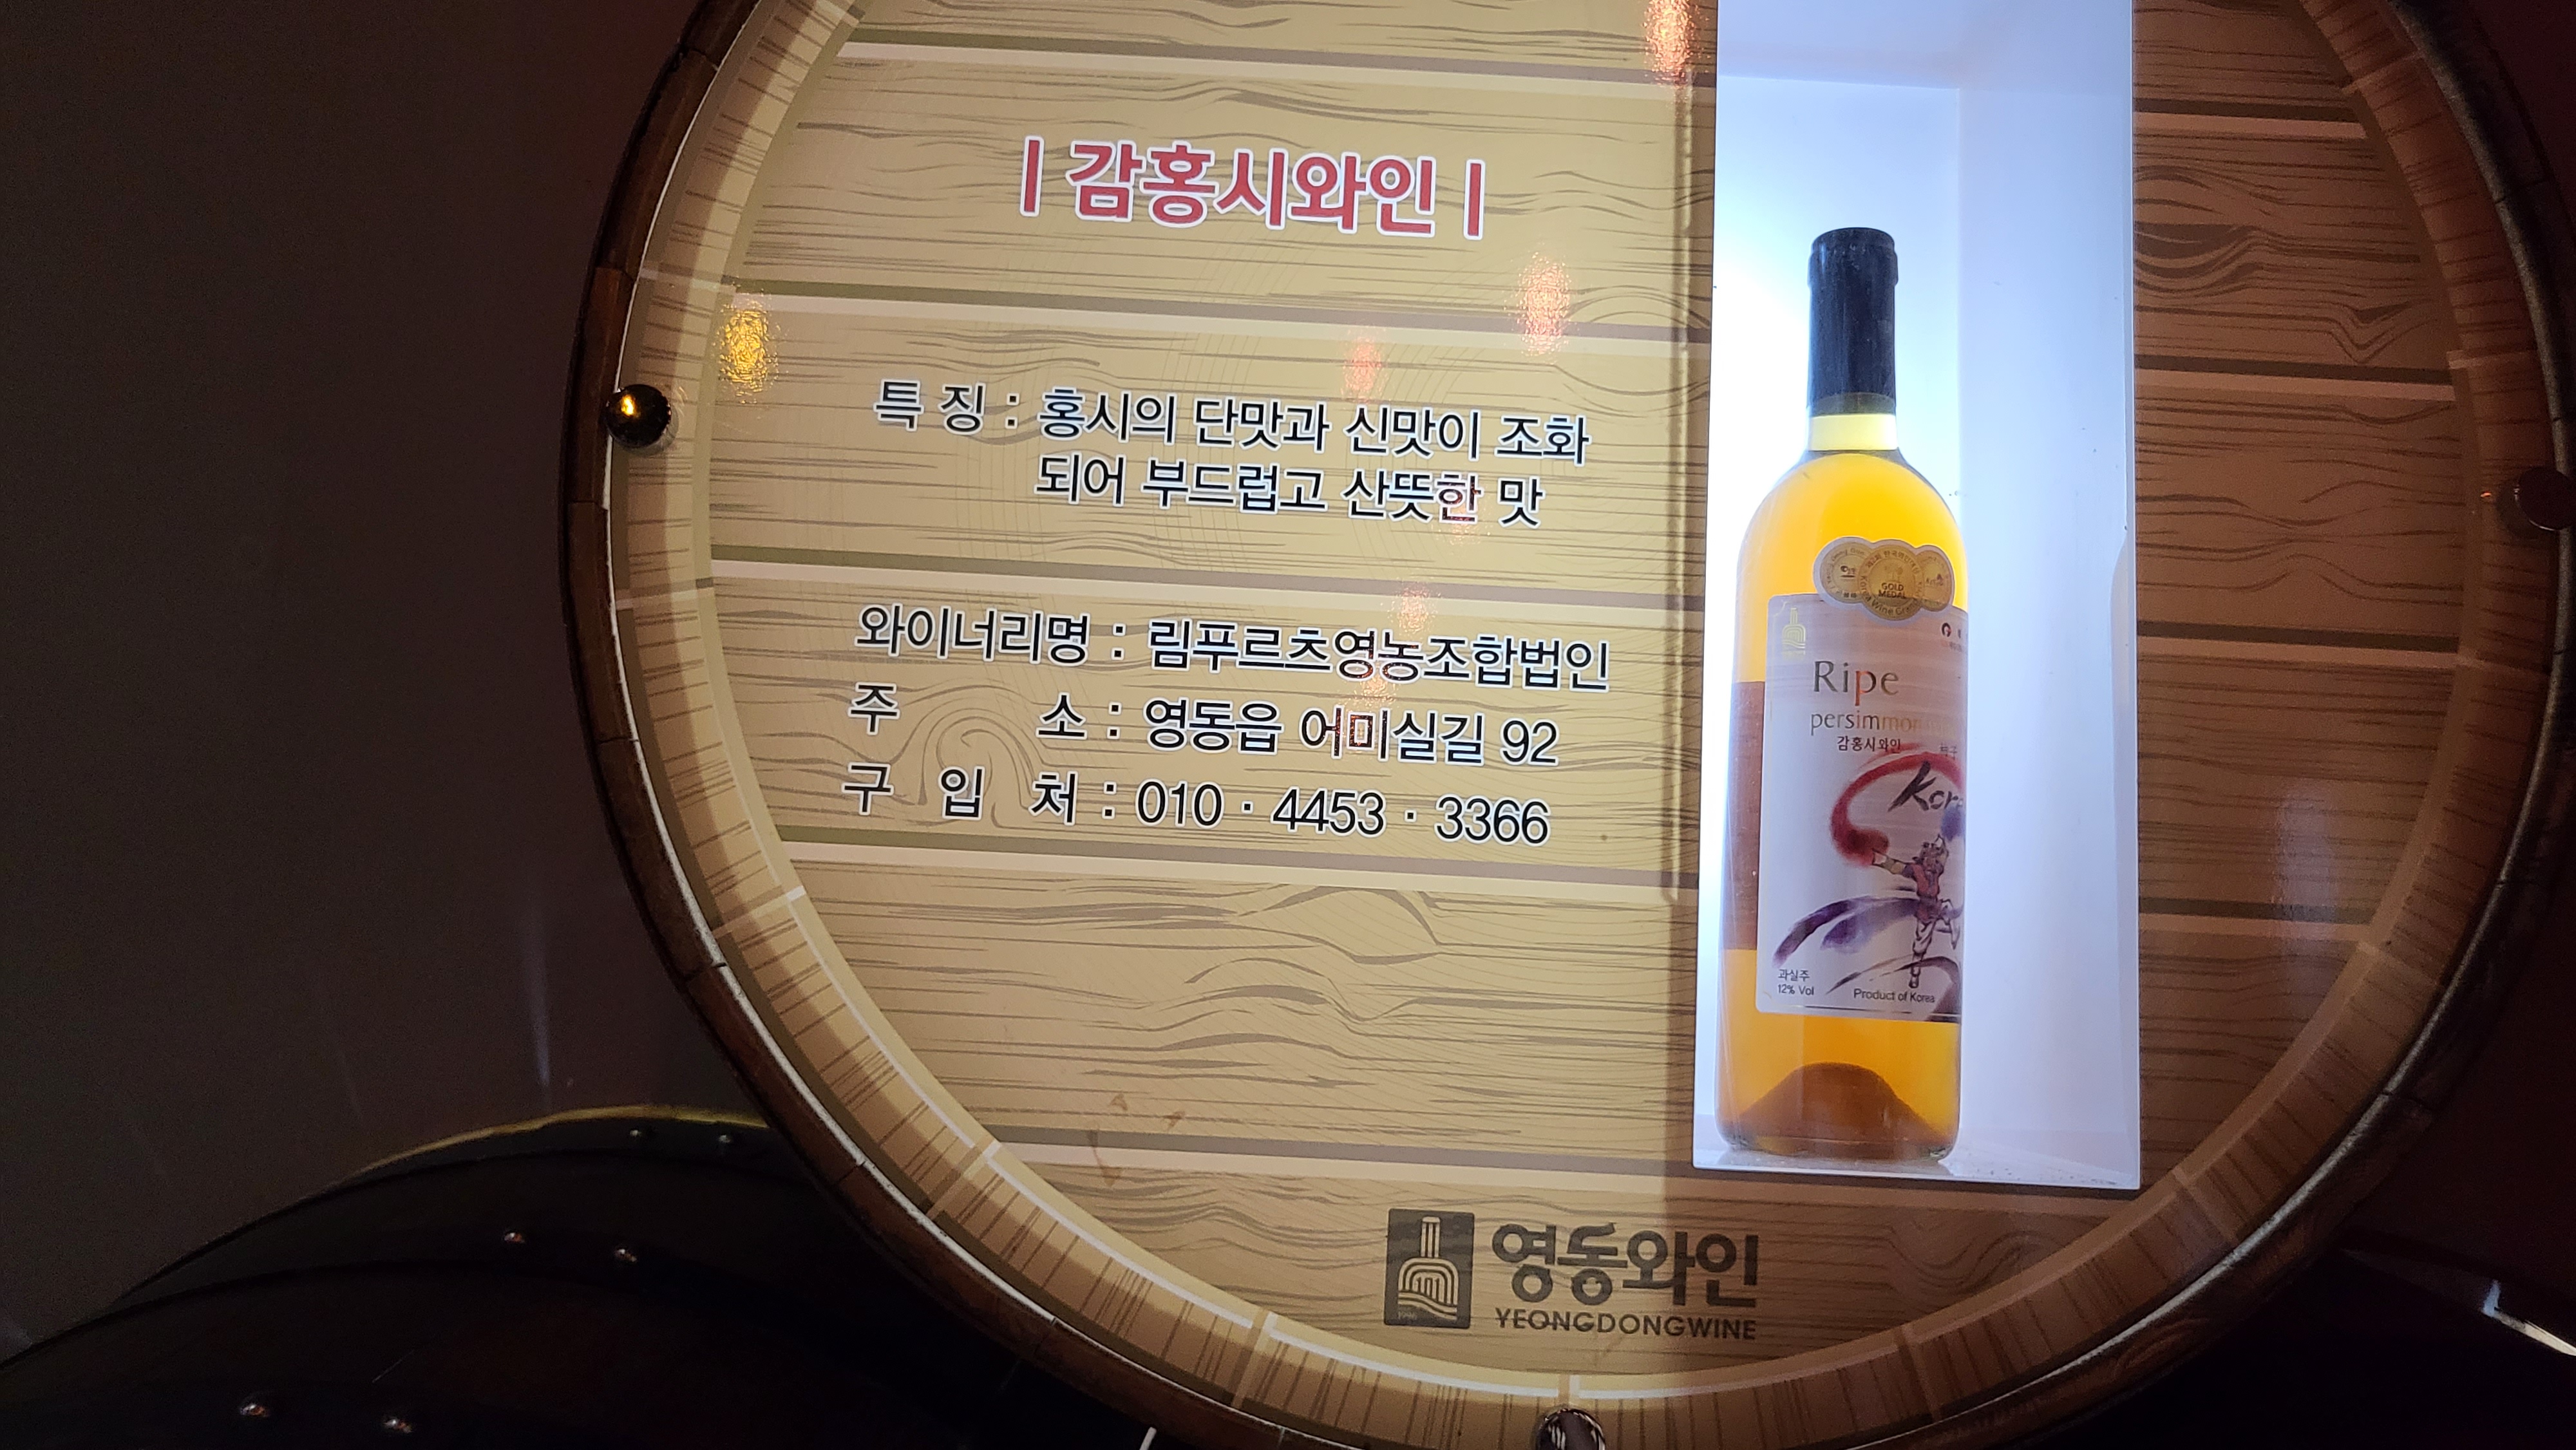 | 감홍시와인 |
특 징 : 홍시의 단맛과 신맛이 조화
되어 부드럽고 산뜻한 맛
와이너리명 : 림푸르츠영농조합법인
주 소 : 영동읍 어미실길 92
구 입 처 : 010 · 4453 · 3366
GOLD
MEDAL
Ripe
persimmon
감홍시와인
과실주
12% Vol
Product of Korea
영동와인
YEONGDONGWINE